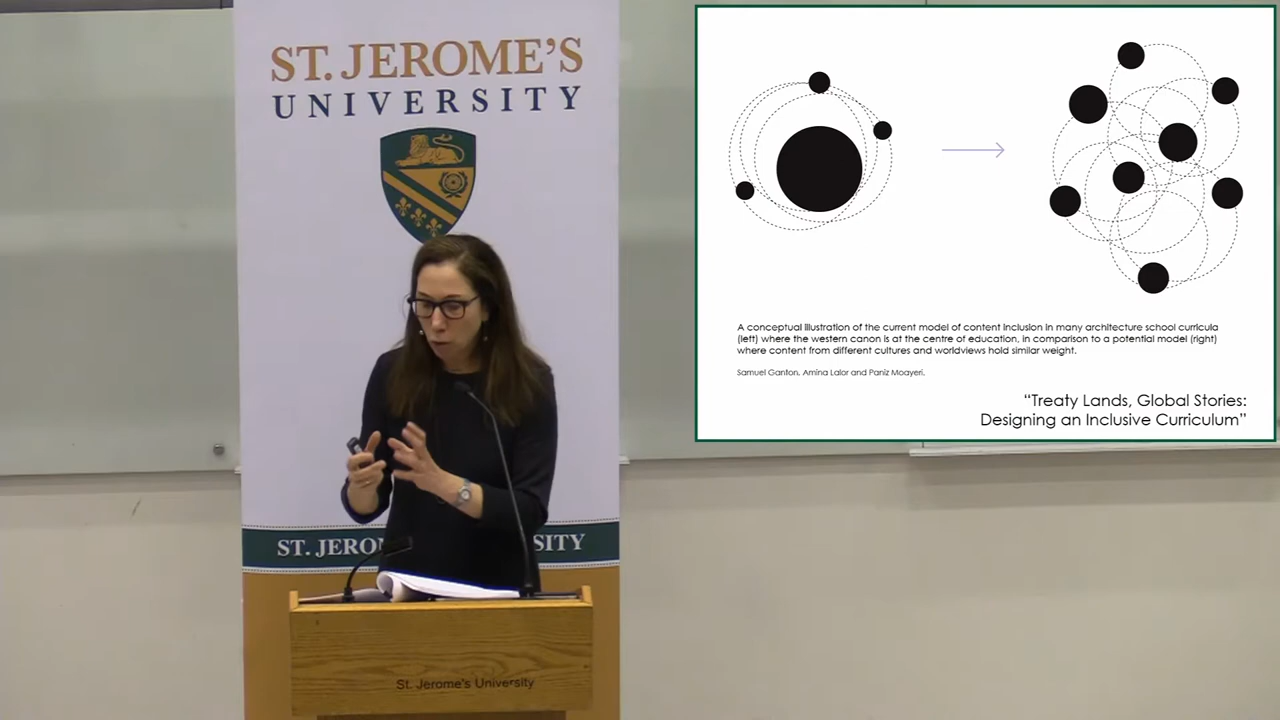 ST. JEROME'S
UNIVERSITY
A conceptual illustration of the current model of content inclusion in many architecture school curricula
(left) where the western canon is at the centre of education, in comparison to a potential model (right)
where content from different cultures and worldviews hold similar weight.
Samuel Ganton, Amina Lalor and Paniz Moayeri.
“Treaty Lands, Global Stories:
Designing an Inclusive Curriculum”
ST. JEROM SITY
St. Jerome's University